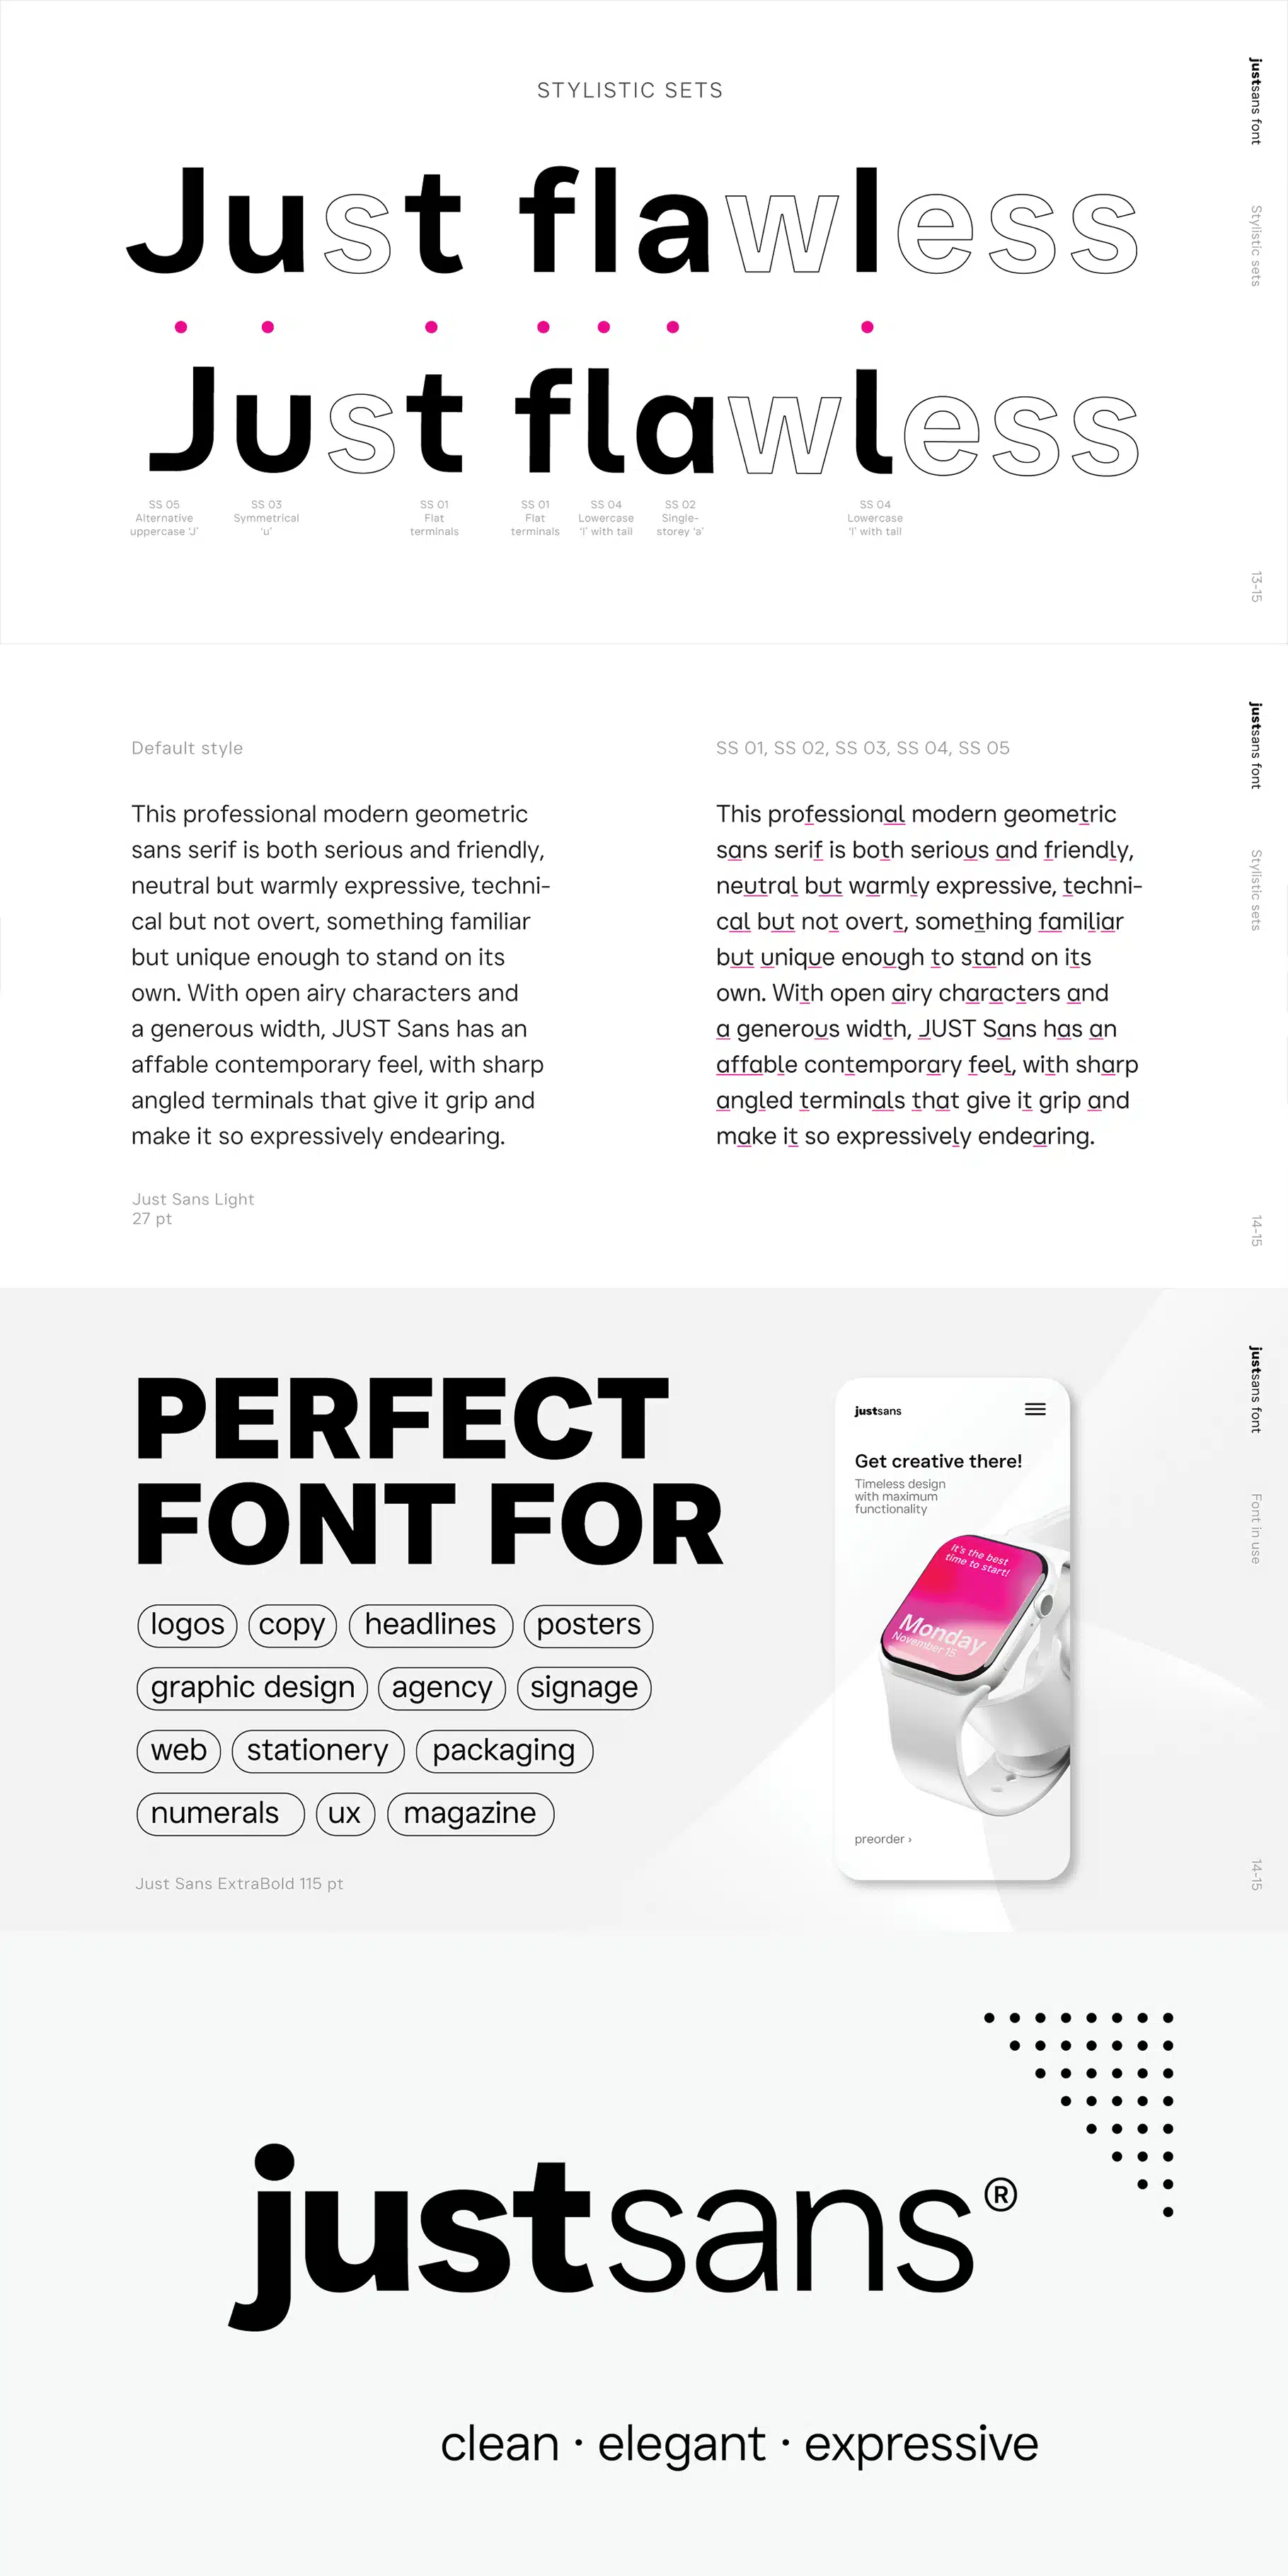 STYLISTIC SETS
Just flawless
Just flawless
SS 05
Alternative
uppercase ‘J’
SS 03
Symmetrical
‘u’
SS 01
Flat
terminals
SS 01
Flat
terminals
SS 04
Lowercase
‘l’ with tail
SS 02
Single-
storey ‘a’
SS 04
Lowercase
‘l’ with tail
justsans font
Stylistic sets
13-15
Default style
This professional modern geometric
sans serif is both serious and friendly,
neutral but warmly expressive, techni-
cal but not overt, something familiar
but unique enough to stand on its
own. With open airy characters and
a generous width, JUST Sans has an
affable contemporary feel, with sharp
angled terminals that give it grip and
make it so expressively endearing.
Just Sans Light
27 pt
SS 01, SS 02, SS 03, SS 04, SS 05
This professional modern geometric
sans serif is both serious and friendly,
neutral but warmly expressive, techni-
cal but not overt, something familiar
but unique enough to stand on its
own. With open airy characters and
a generous width, JUST Sans has an
affable contemporary feel, with sharp
angled terminals that give it grip and
make it so expressively endearing.
justsans font
Stylistic sets
14-15
PERFECT
FONT FOR
logos copy headlines posters
graphic design agency signage
web stationery packaging
numerals ux magazine
Just Sans ExtraBold 115 pt
justsans
Get creative there!
Timeless design
with maximum
functionality
It's the best
time to start!
Monday
November 15
preorder ›
justsans font
Font in use
14-15
justsans®
clean · elegant · expressive